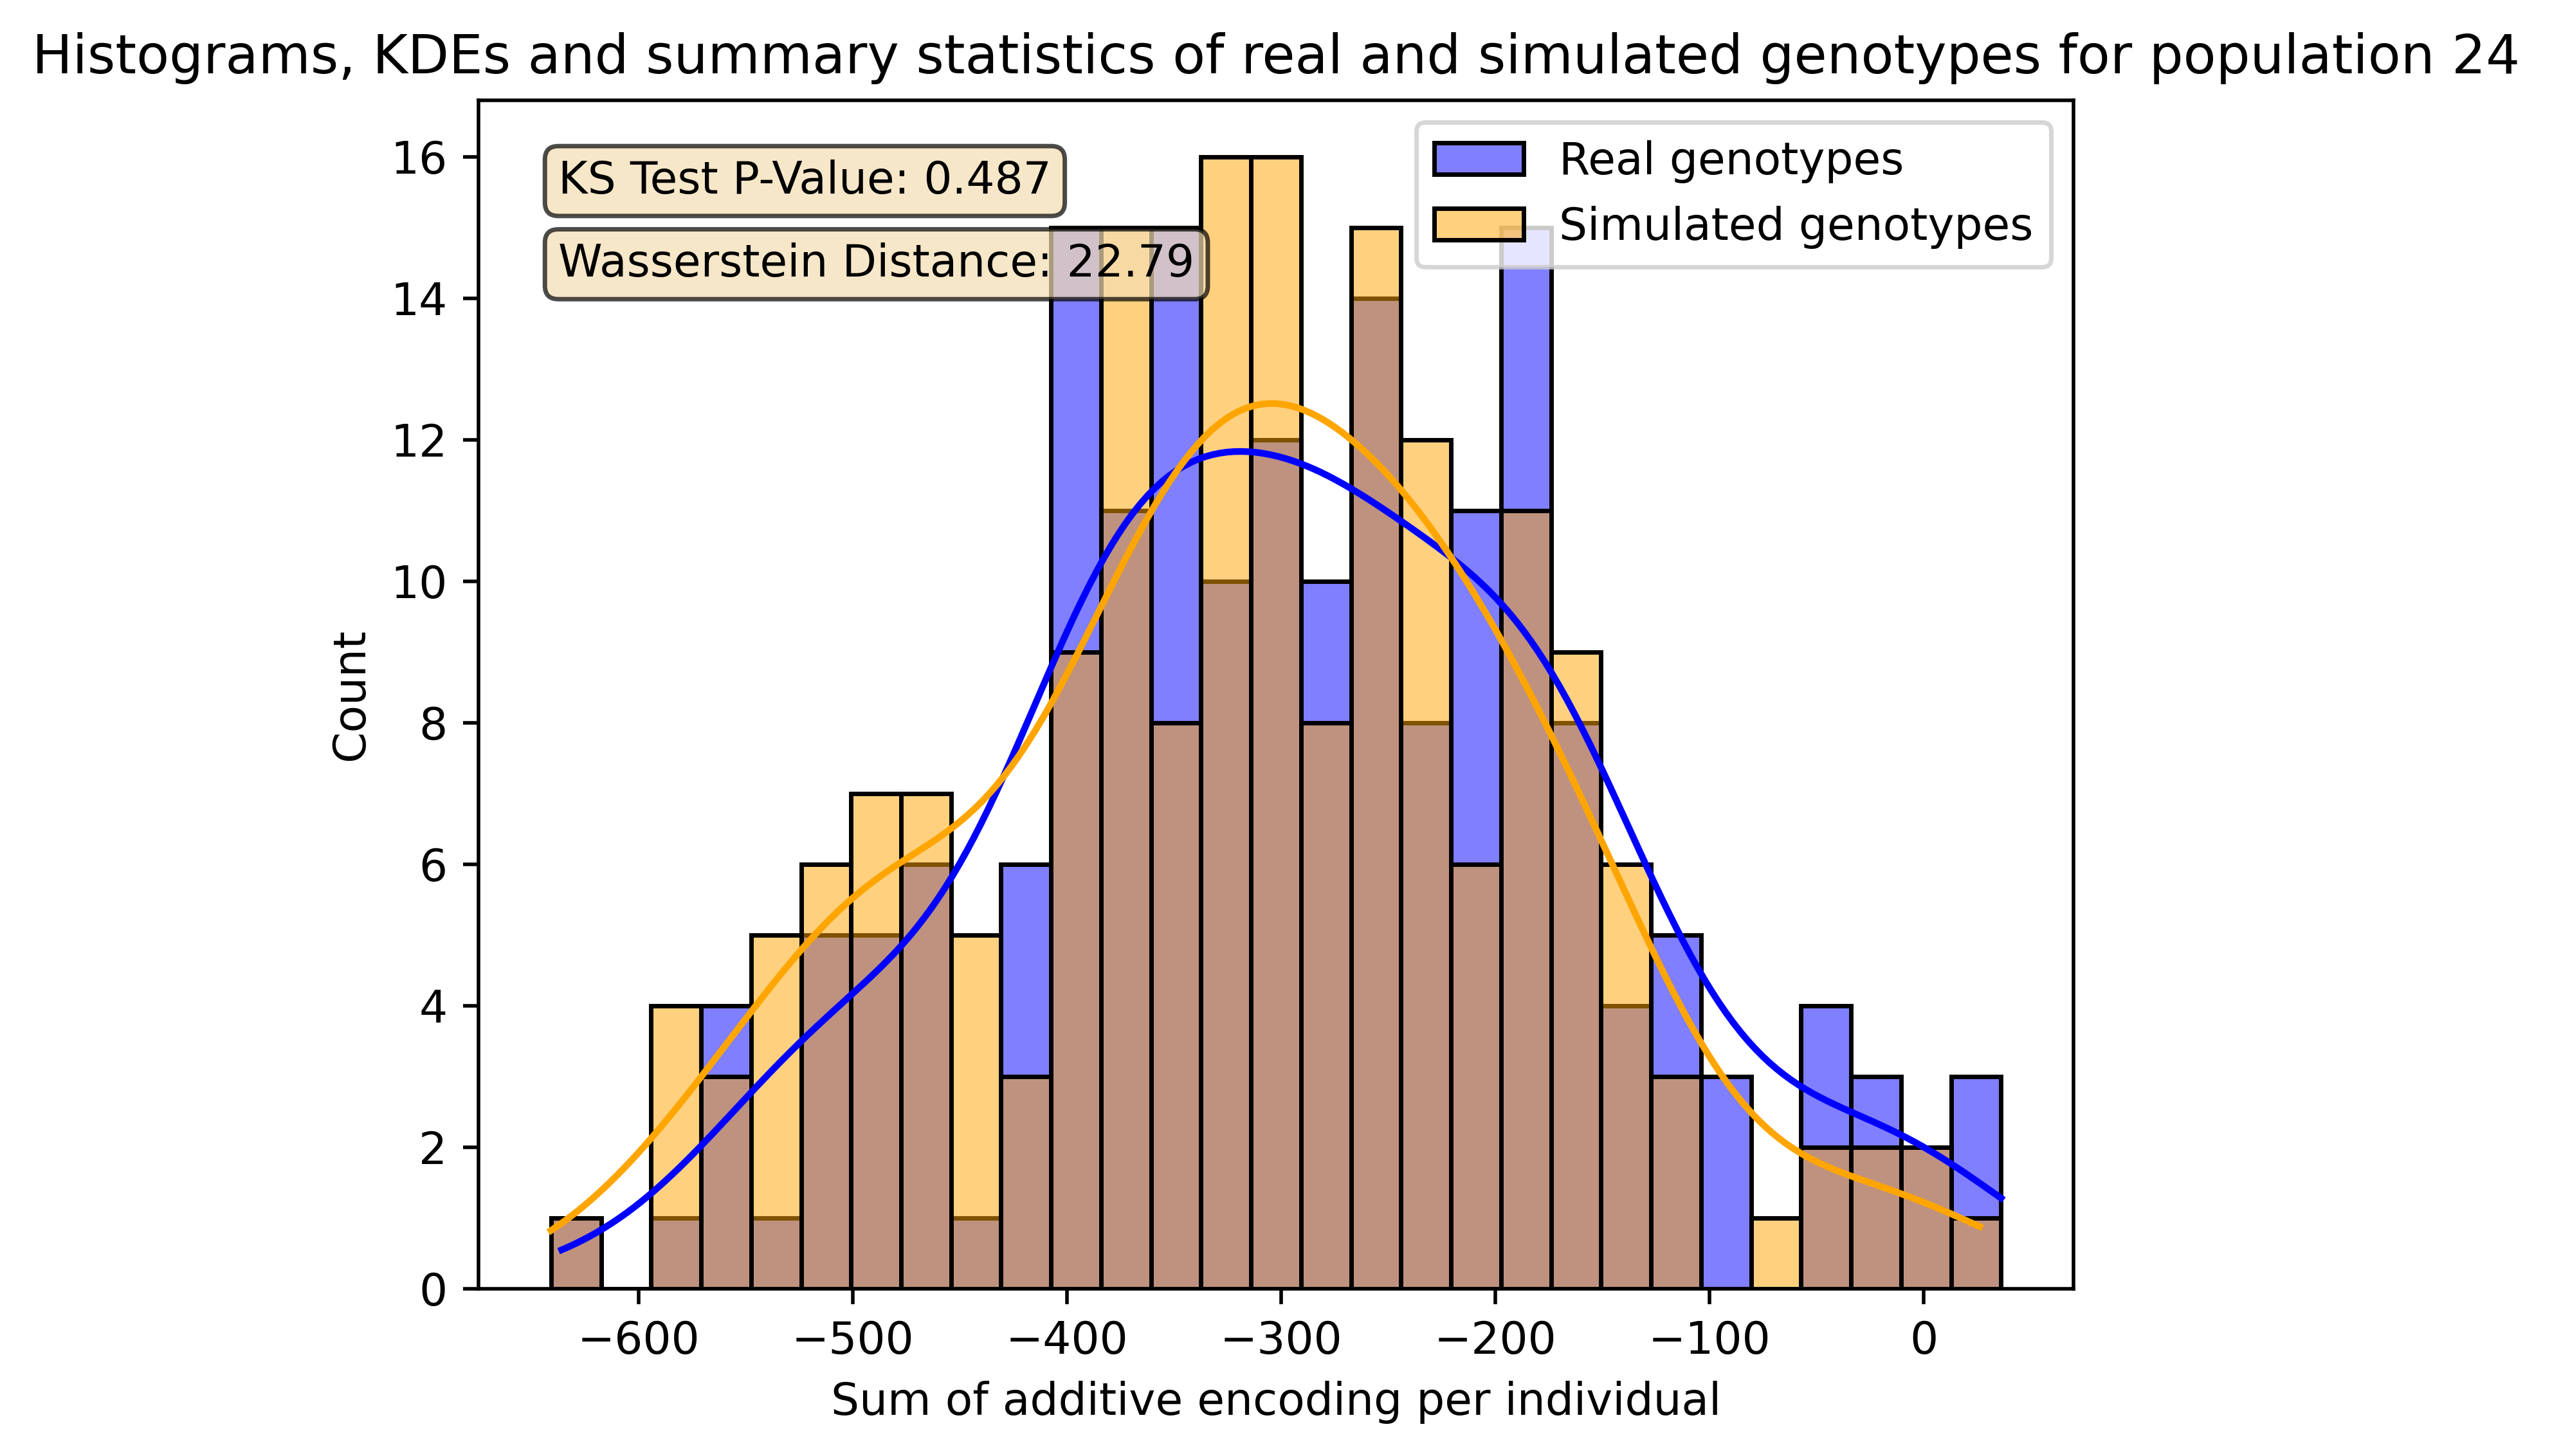 Histograms, KDEs and summary statistics of real and simulated genotypes for population 24
KS Test P-Value: 0.487
Wasserstein Distance: 22.79
Real genotypes
Simulated genotypes
16
14
12
10
8
6
4
2
0
Count
−600 −500 −400 −300 −200 −100 0
Sum of additive encoding per individual